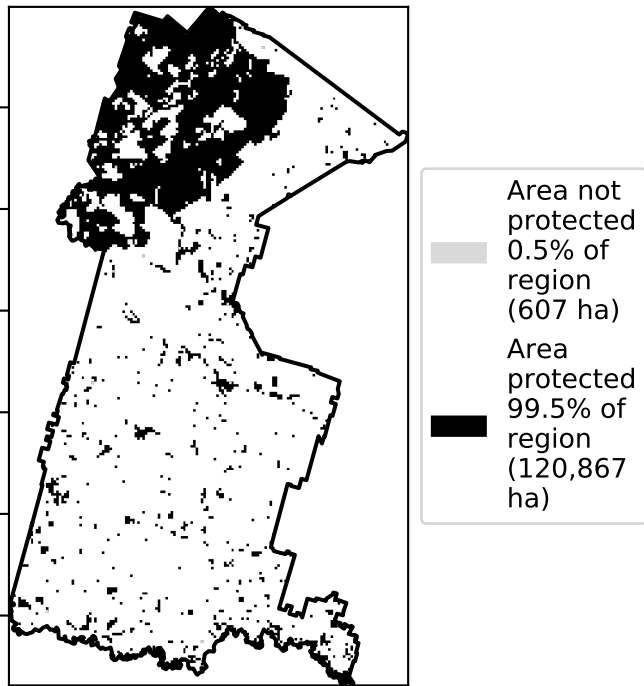 Area not
protected
0.5% of
region
(607 ha)
Area
protected
99.5% of
region
(120,867
ha)